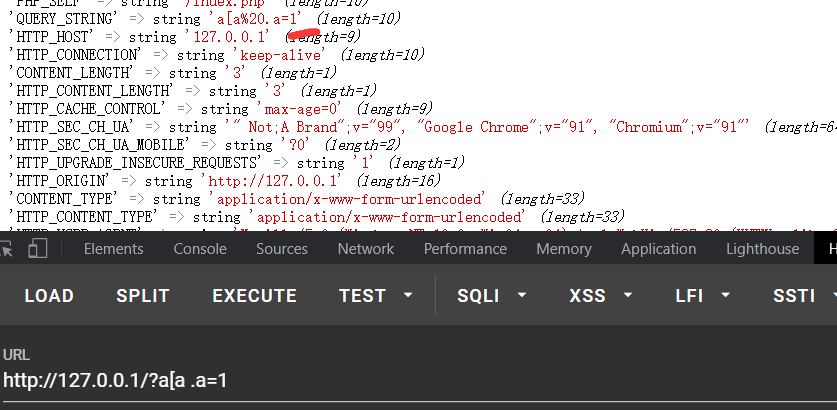 'PHP_SELF' => string '/index.php' (length=10)
'QUERY_STRING' => string 'a[a%20.a=1' (length=10)
'HTTP_HOST' => string '127.0.0.1' (length=9)
'HTTP_CONNECTION' => string 'keep-alive' (length=10)
'CONTENT_LENGTH' => string '3' (length=1)
'HTTP_CONTENT_LENGTH' => string '3' (length=1)
'HTTP_CACHE_CONTROL' => string 'max-age=0' (length=9)
'HTTP_SEC_CH_UA' => string '" Not;A Brand";v="99", "Google Chrome";v="91", "Chromium";v="91"' (length=64
'HTTP_SEC_CH_UA_MOBILE' => string '?0' (length=2)
'HTTP_UPGRADE_INSECURE_REQUESTS' => string '1' (length=1)
'HTTP_ORIGIN' => string 'http://127.0.0.1' (length=16)
'CONTENT_TYPE' => string 'application/x-www-form-urlencoded' (length=33)
'HTTP_CONTENT_TYPE' => string 'application/x-www-form-urlencoded' (length=33)
Elements Console Sources Network Performance Memory Application Lighthouse H
LOAD SPLIT EXECUTE TEST SQLI XSS LFI SSTI
URL
http://127.0.0.1/?a[a .a=1